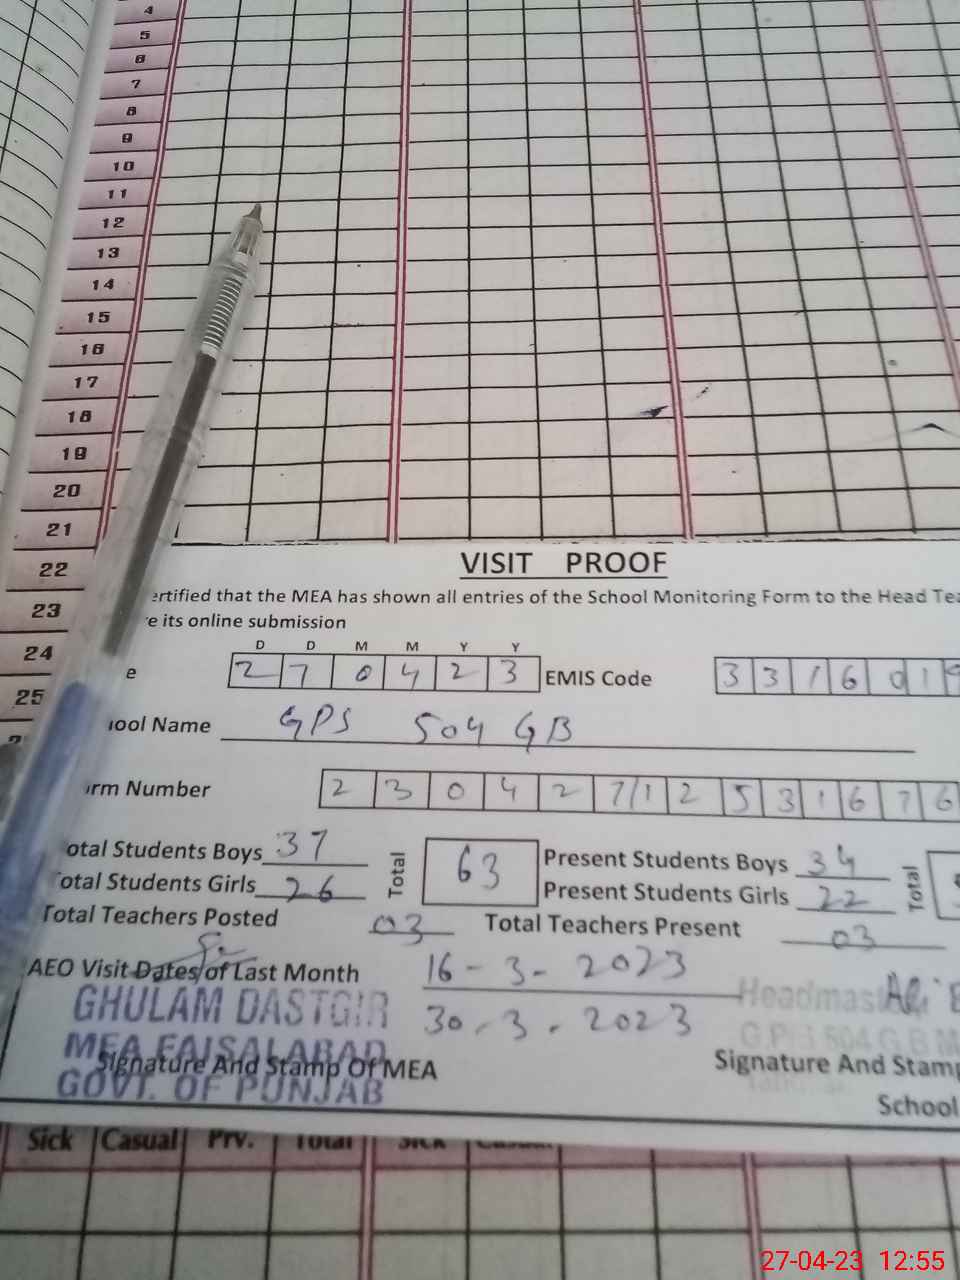 4
5
6
7
8
9
10
11
12
13
14
15
16
17
18
19
20
21
22
23
24
25
VISIT PROOF
ertified that the MEA has shown all entries of the School Monitoring Form to the Head Tea
e its online submission
D D M M Y Y
e 2 7 0 4 2 3 EMIS Code 3 3 1 6 0 1 9
ool Name GPS 504 GB
rm Number 2 3 0 4 2 7/1 2 5 3 1 6 7 6
otal Students Boys 37 Total 63 Present Students Boys 34 Total
otal Students Girls 26 Present Students Girls 22
Total Teachers Posted 03 Total Teachers Present 03
AEO Visit Dates of Last Month 16-3-2023
30-3-2023
GHULAM DASTGIR
MEA FAISALABAD
GOVT. OF PUNJAB
Headmast
G.P.S 504 G.B
Signature And Stamp Of MEA Signature And Stamp
School
Sick Casual Prv. Total Sick Casual
27-04-23 12:55